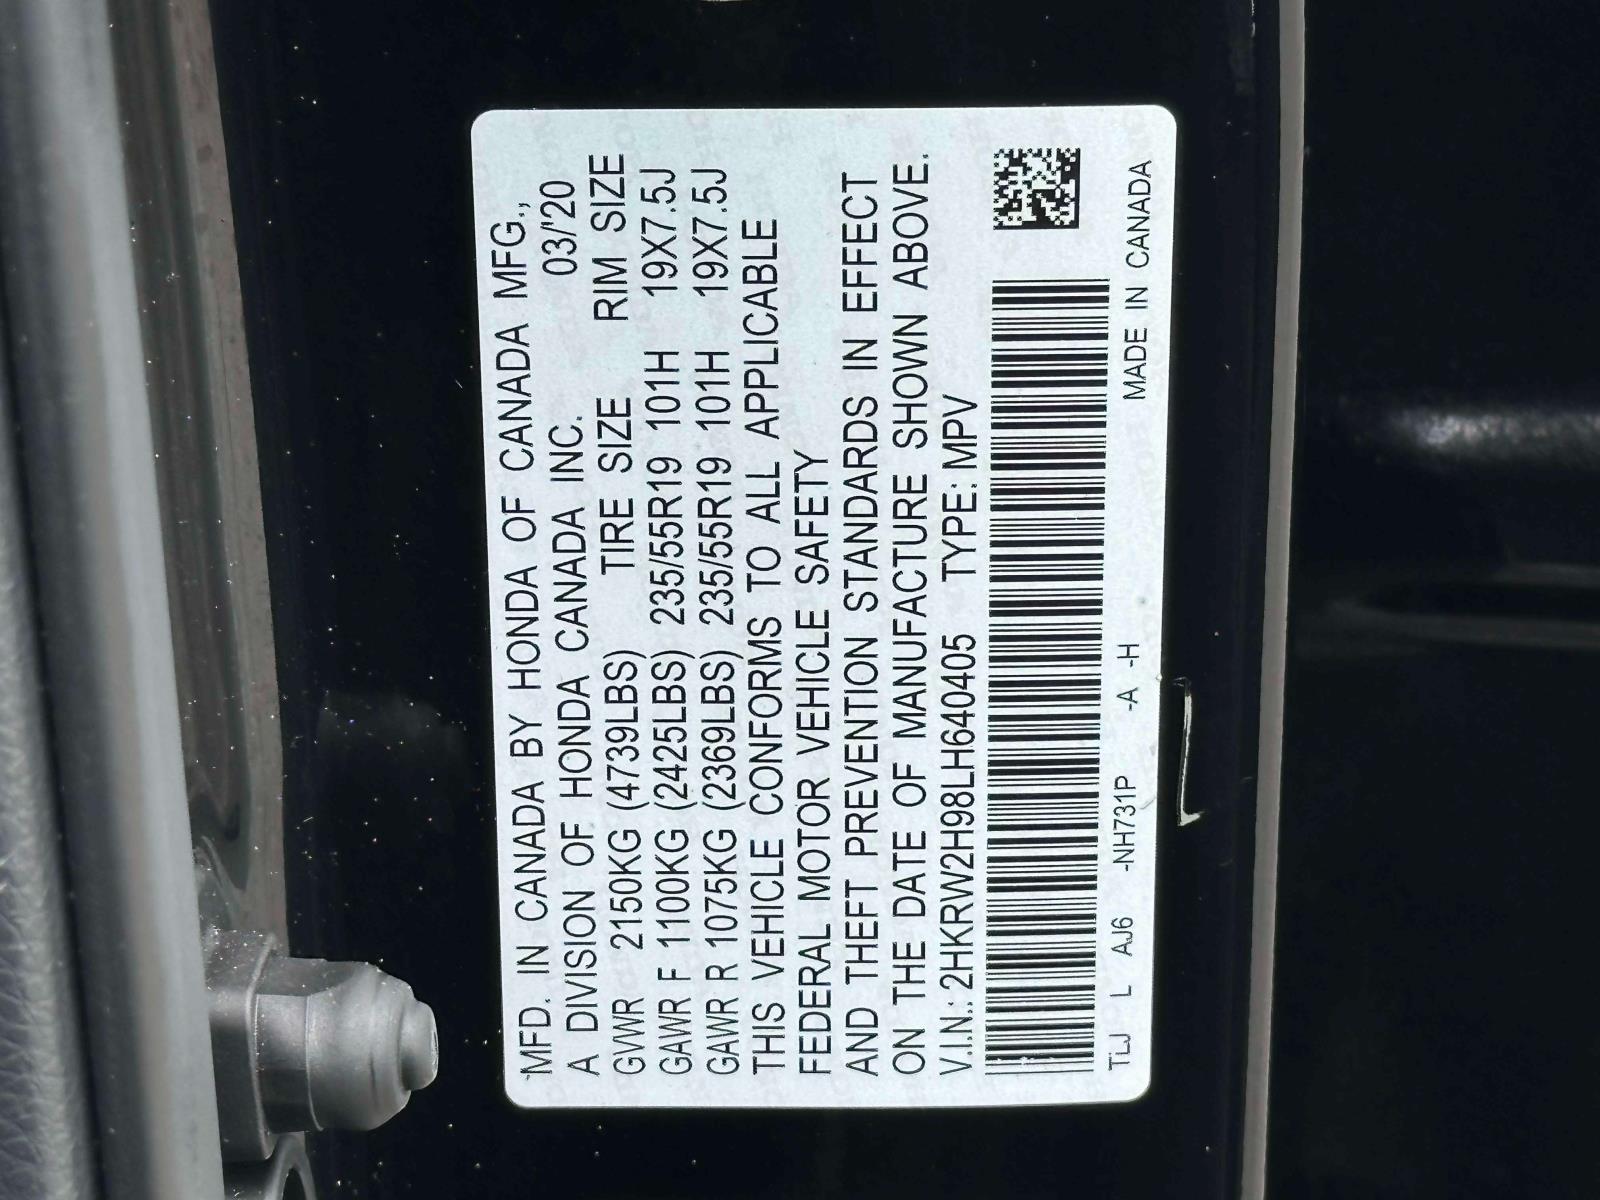 MFD. IN CANADA BY HONDA OF CANADA MFG.,
A DIVISION OF HONDA CANADA INC. 03/'20
GVWR 2150KG (4739LBS) TIRE SIZE RIM SIZE
GAWR F 1100KG (2425LBS) 235/55R19 101H 19X7.5J
GAWR R 1075KG (2369LBS) 235/55R19 101H 19X7.5J
THIS VEHICLE CONFORMS TO ALL APPLICABLE
FEDERAL MOTOR VEHICLE SAFETY
AND THEFT PREVENTION STANDARDS IN EFFECT
ON THE DATE OF MANUFACTURE SHOWN ABOVE.
V.I.N.: 2HKRW2H98LH640405 TYPE: MPV
TLJ L AJ6 -NH731P -A -H MADE IN CANADA